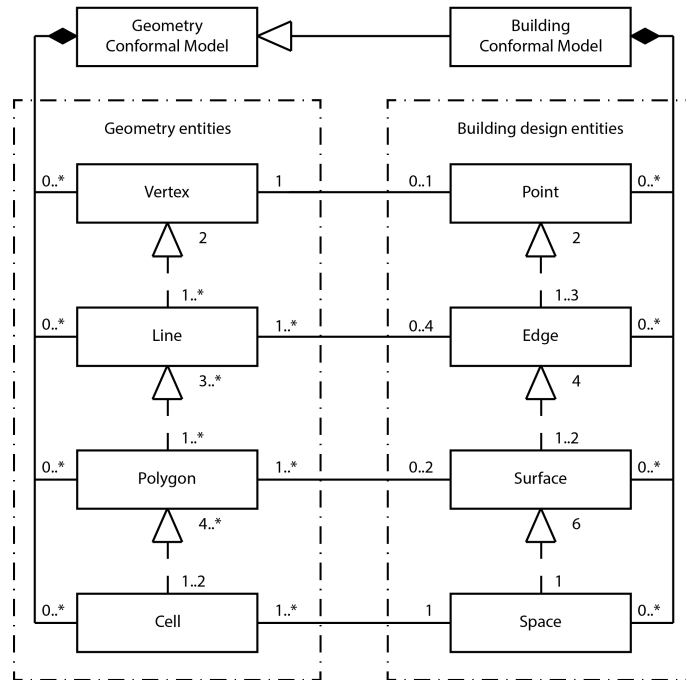 Geometry
Conformal Model
Building
Conformal Model
Geometry entities
Building design entities
0..*
Vertex
1
0..1
Point
0..*
2
2
1..*
1..3
0..*
Line
1..*
0..4
Edge
0..*
3..*
4
1..*
1..2
0..*
Polygon
1..*
0..2
Surface
0..*
4..*
6
1..2
1
0..*
Cell
1..*
1
Space
0..*